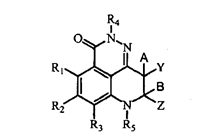 R₄
O N N
A
R₁ Y
B
R₂ N Z
R₃ R₅